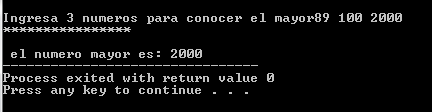 Ingresa 3 numeros para conocer el mayor89 100 2000
****************
el numero mayor es: 2000
--------------------------------
Process exited with return value 0
Press any key to continue . . .